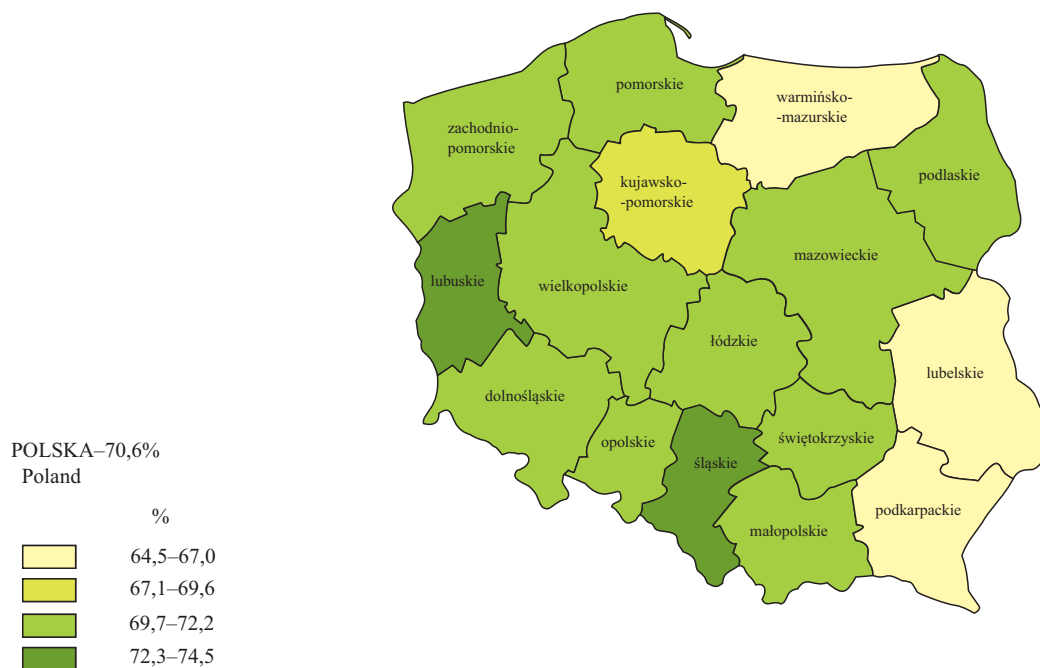 pomorskie
warmińsko-
-mazurskie
zachodnio-
pomorskie
podlaskie
kujawsko-
-pomorskie
mazowieckie
lubuskie
wielkopolskie
łódzkie
lubelskie
dolnośląskie
opolskie
świętokrzyskie
śląskie
podkarpackie
małopolskie
POLSKA–70,6%
Poland
%
64,5–67,0
67,1–69,6
69,7–72,2
72,3–74,5